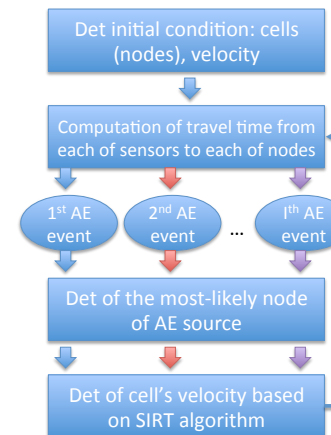 Det initial condition: cells
(nodes), velocity
Computation of travel time from
each of sensors to each of nodes
1st AE
event
2nd AE
event
...
Ith AE
event
Det of the most-likely node
of AE source
Det of cell's velocity based
on SIRT algorithm